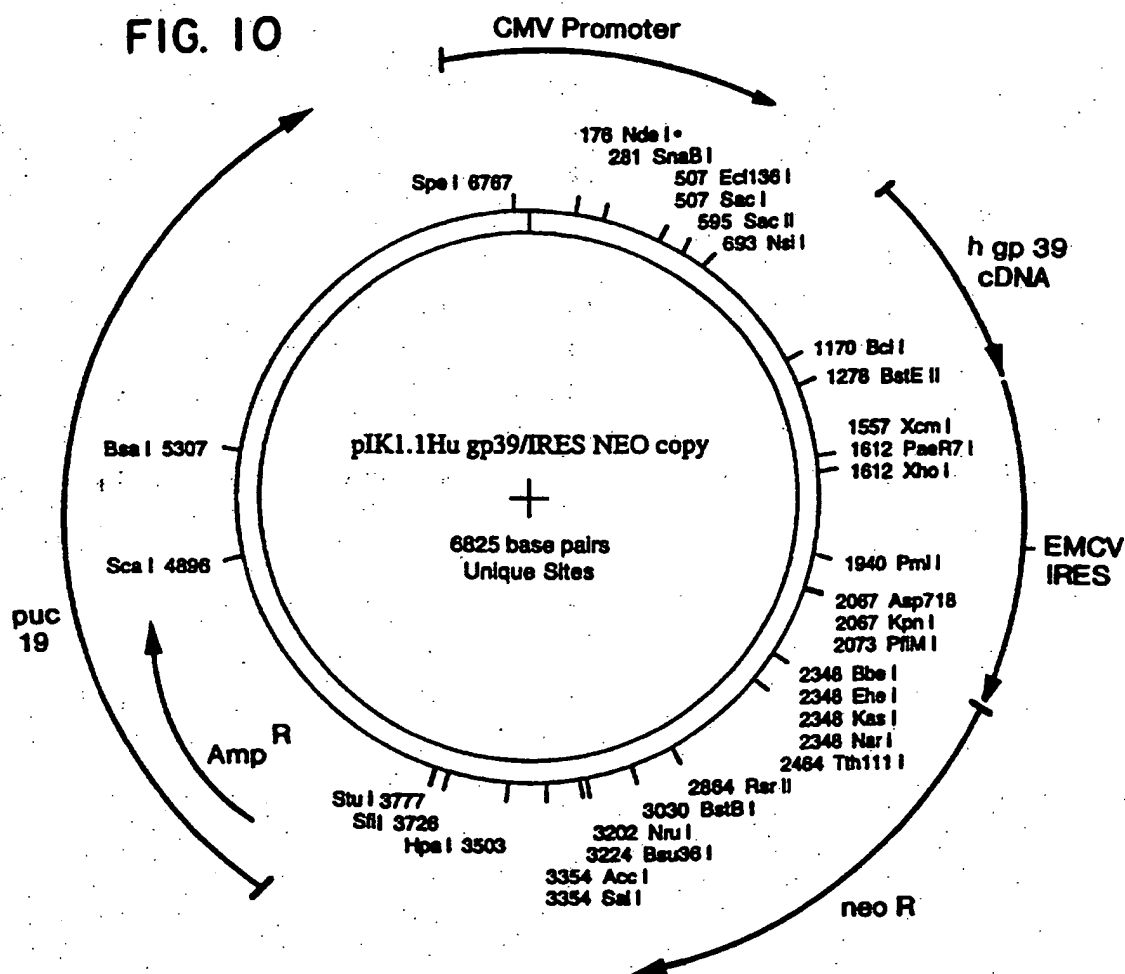 FIG. 10
CMV Promoter
176 Nde I*
281 SnaB I
507 Ecl136 I
507 Sac I
595 Sac II
693 Nsi I
Spe I 6767
h gp 39
cDNA
1170 Bcl I
1278 BstE II
1557 Xcm I
1612 PaeR7 I
1612 Xho I
Bsa I 5307
pIK1.1Hu gp39/IRES NEO copy
6825 base pairs
Unique Sites
Sca I 4896
1940 Pml I
EMCV
IRES
2067 Asp718
2067 Kpn I
2073 PflM I
puc
19
2348 Bbe I
2348 Ehe I
2348 Kas I
2348 Nar I
2464 Tth111 I
Amp R
2864 Rsr II
3030 BstB I
3202 Nru I
3224 Bsu36 I
3354 Acc I
3354 Sal I
Stu I 3777
Sfi I 3726
Hpa I 3503
neo R